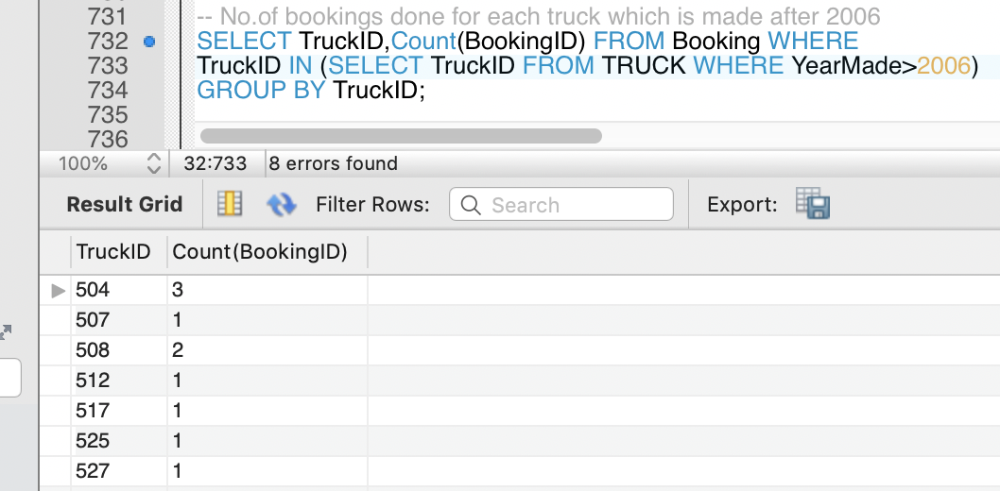 731 -- No.of bookings done for each truck which is made after 2006
732 SELECT TruckID,Count(BookingID) FROM Booking WHERE
733 TruckID IN (SELECT TruckID FROM TRUCK WHERE YearMade>2006)
734 GROUP BY TruckID;
735
736
100% 32:733 8 errors found
Result Grid Filter Rows: Search Export:
TruckID Count(BookingID)
504 3
507 1
508 2
512 1
517 1
525 1
527 1